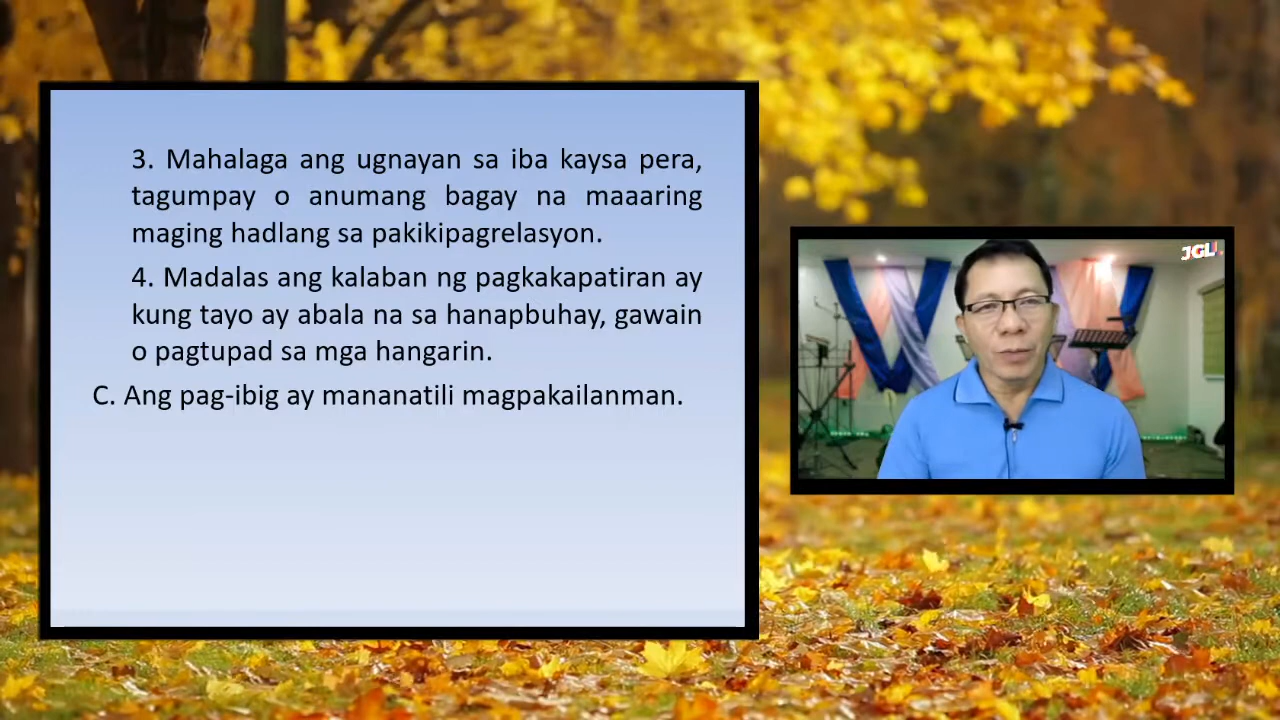 3. Mahalaga ang ugnayan sa iba kaysa pera,
tagumpay o anumang bagay na maaaring
maging hadlang sa pakikipagrelasyon.
4. Madalas ang kalaban ng pagkakapatiran ay
kung tayo ay abala na sa hanapbuhay, gawain
o pagtupad sa mga hangarin.
C. Ang pag-ibig ay mananatili magpakailanman.